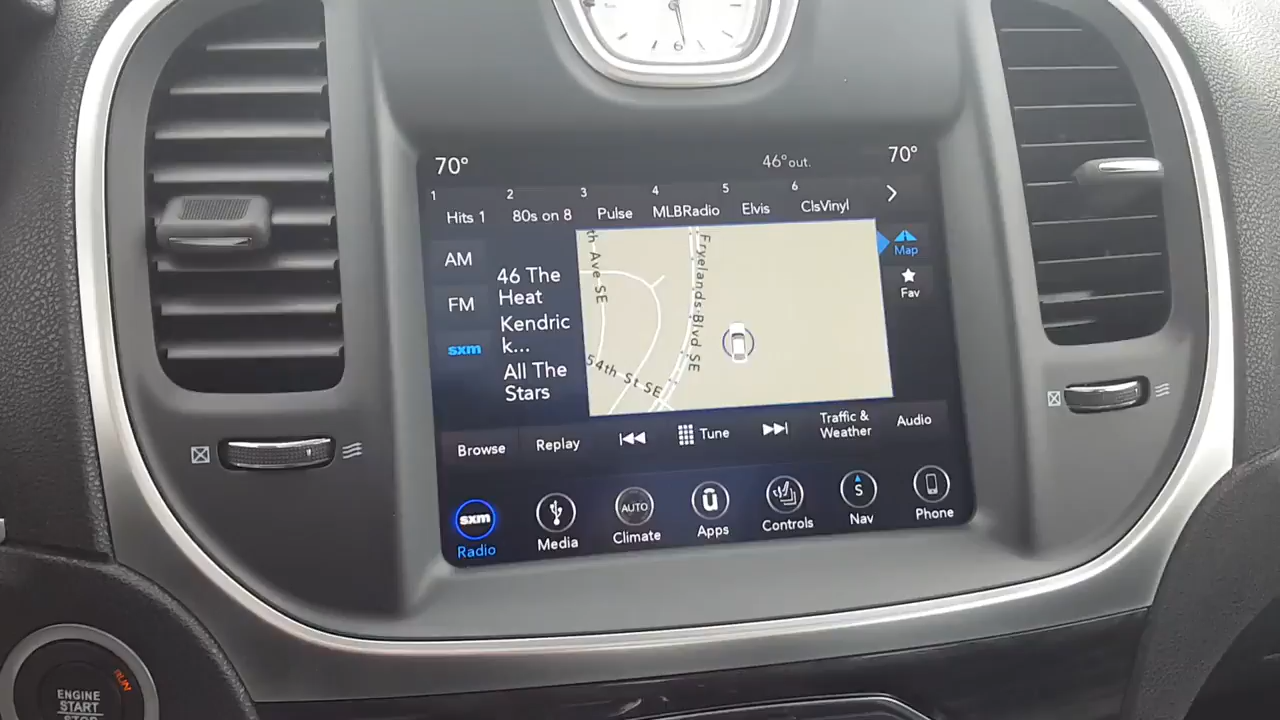 6
70°
46° out.
70°
1
2
3
4
5
6
Hits 1
80s on 8
Pulse
MLBRadio
Elvis
ClsVinyl
AM
FM
sxm
46 The
Heat
Kendric
k...
All The
Stars
th Ave SE
Fryelands Blvd SE
54th St SE
Map
Fav
Browse
Replay
Tune
Traffic &
Weather
Audio
sxm
Radio
Media
AUTO
Climate
Apps
Controls
S
Nav
Phone
ENGINE
START
STOP
RUN